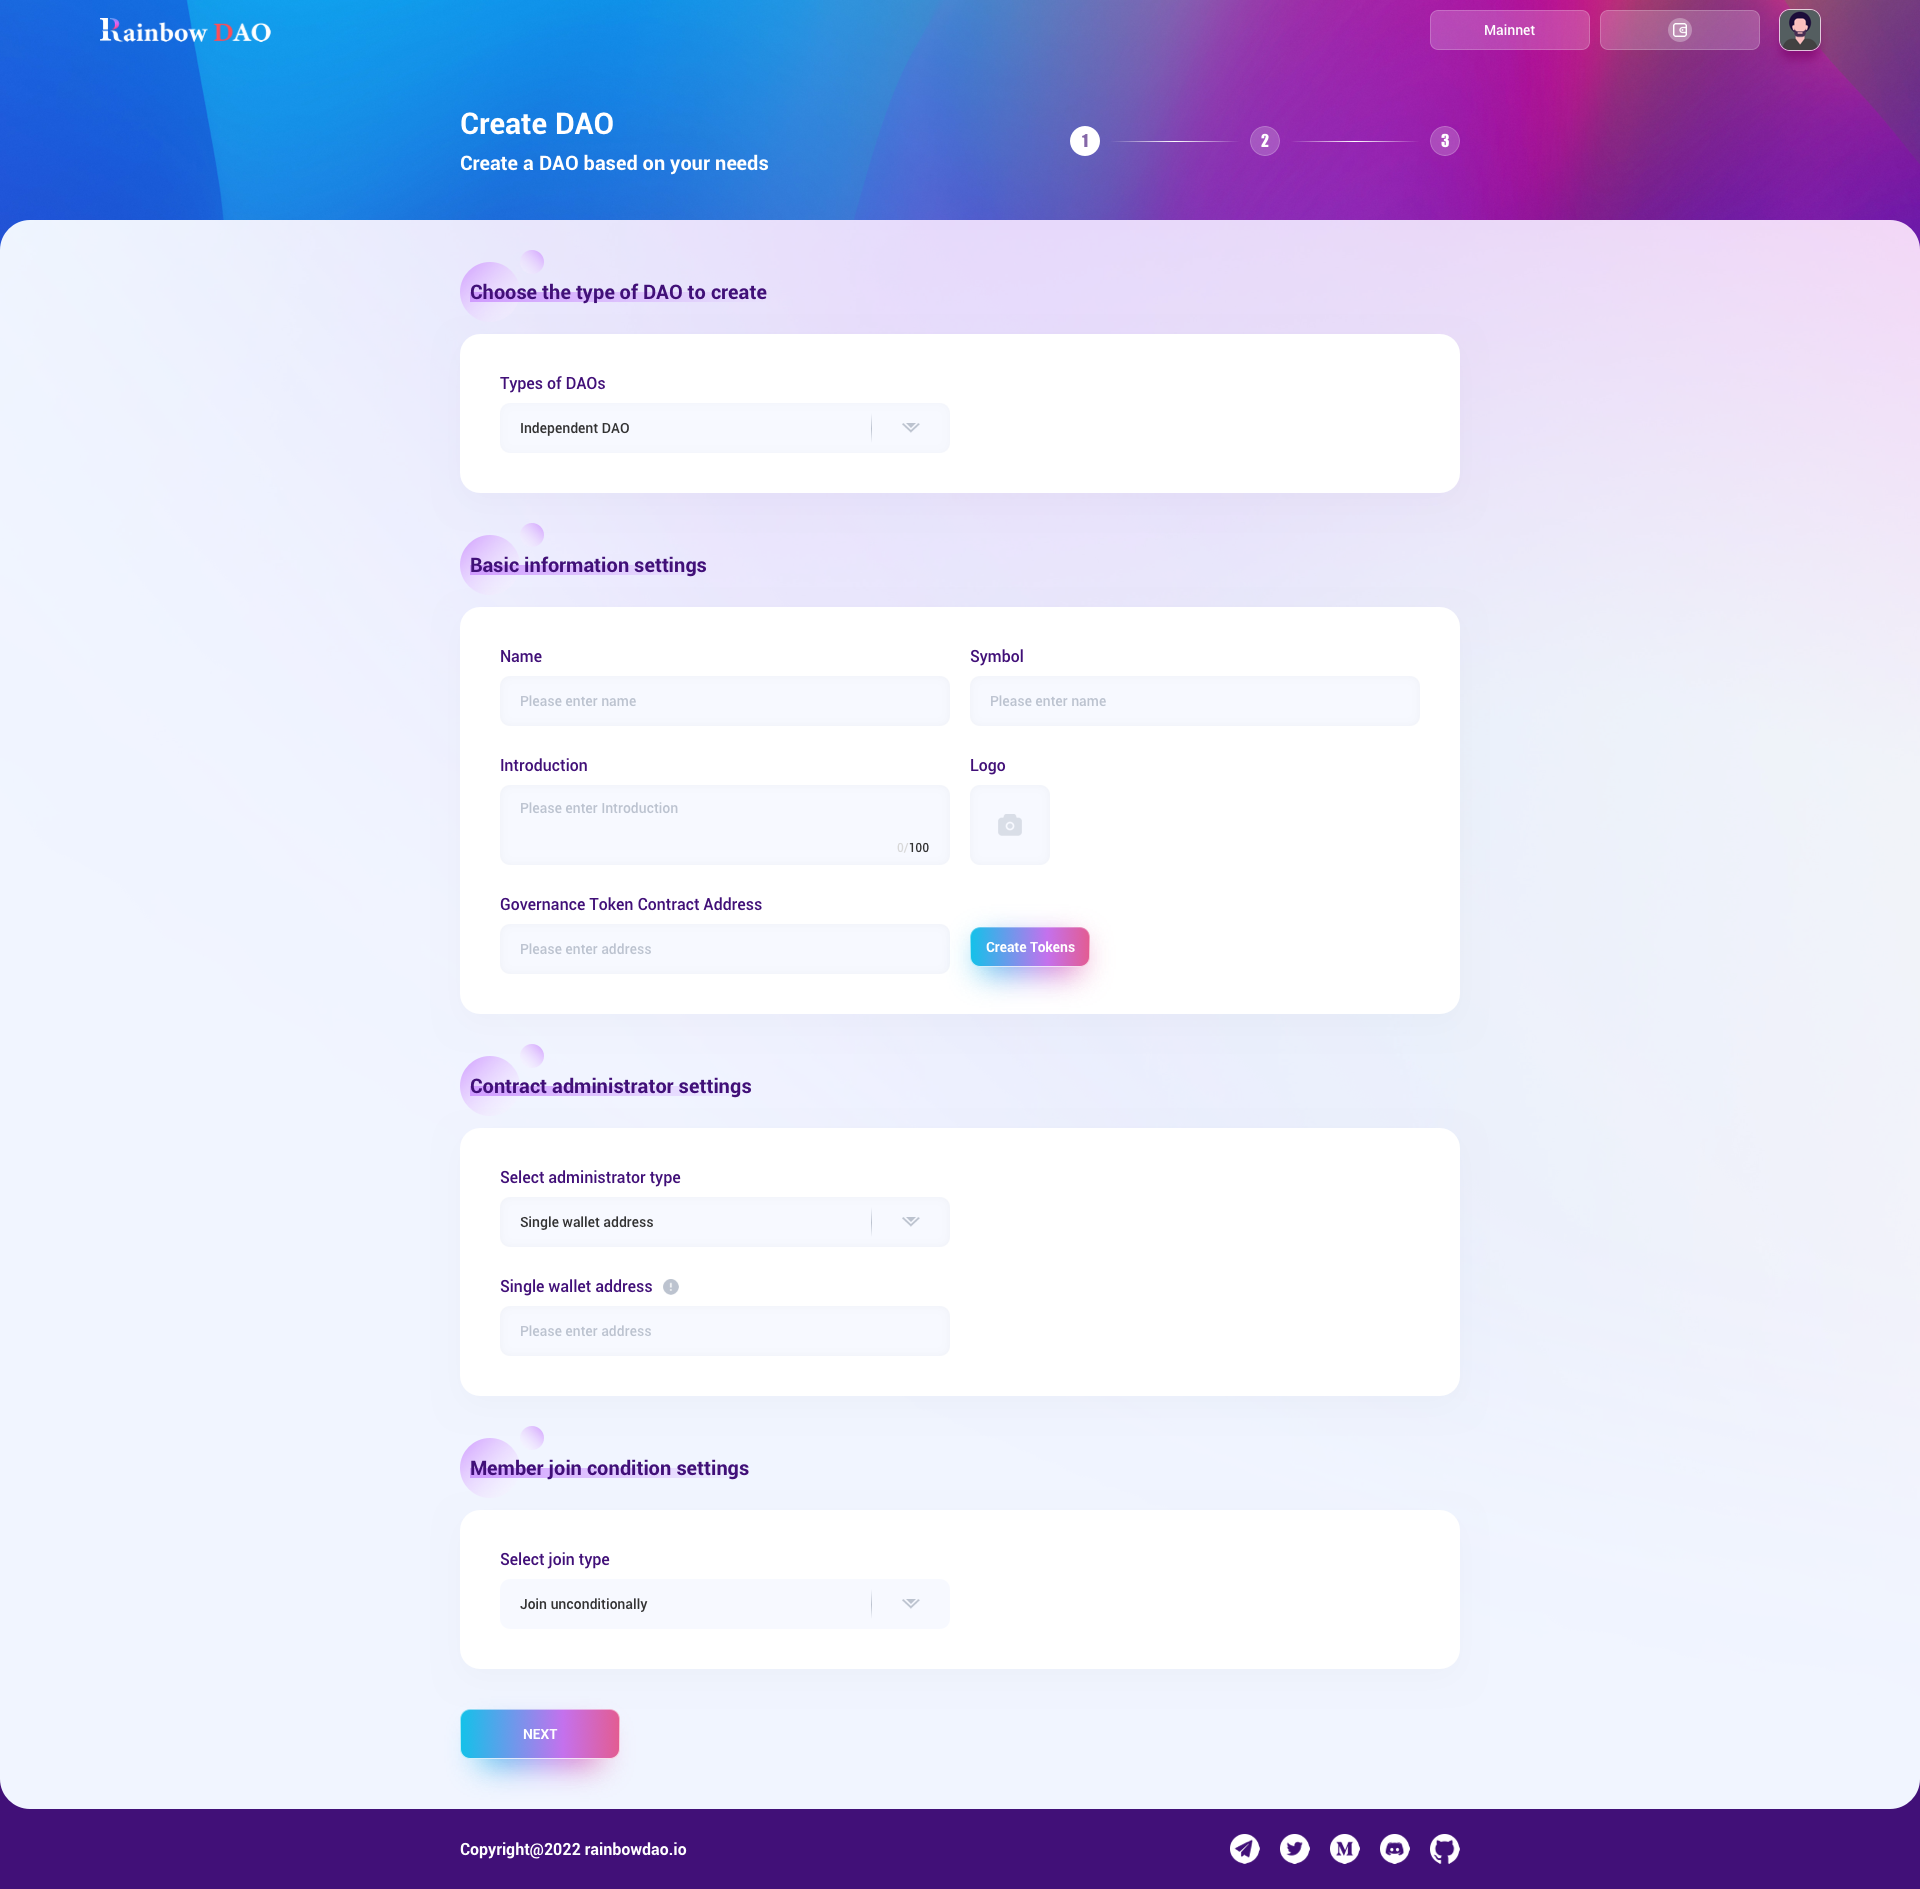 Rainbow DAO
Mainnet
Create DAO
Create a DAO based on your needs
1
2
3
Choose the type of DAO to create
Types of DAOs
Independent DAO
Basic information settings
Name
Symbol
Please enter name
Please enter name
Introduction
Logo
Please enter Introduction
0/100
Governance Token Contract Address
Please enter address
Create Tokens
Contract administrator settings
Select administrator type
Single wallet address
Single wallet address
Please enter address
Member join condition settings
Select join type
Join unconditionally
NEXT
Copyright@2022 rainbowdao.io